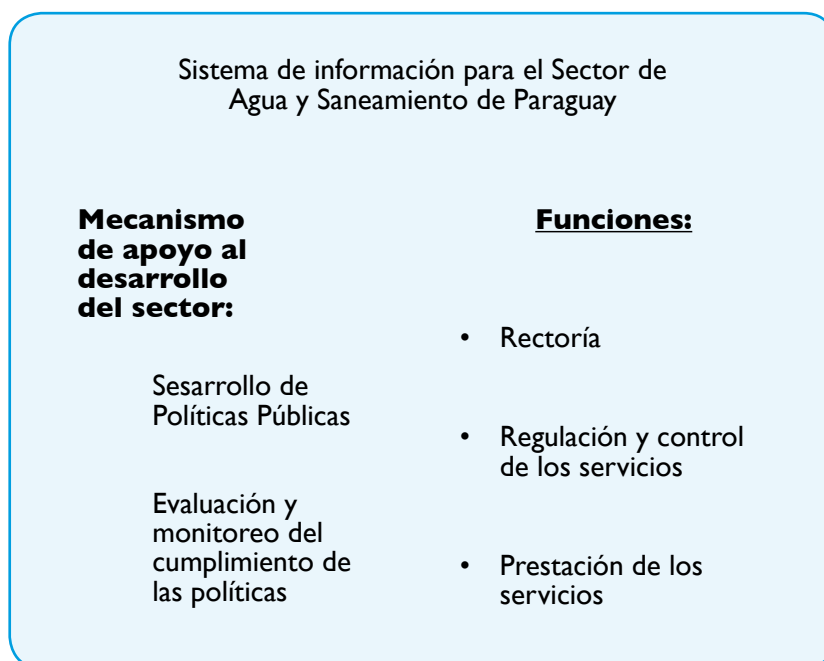 Sistema de información para el Sector de
Agua y Saneamiento de Paraguay
Mecanismo
de apoyo al
desarrollo
del sector:
Sesarrollo de
Políticas Públicas
Evaluación y
monitoreo del
cumplimiento de
las políticas
Funciones:
• Rectoría
• Regulación y control
de los servicios
• Prestación de los
servicios